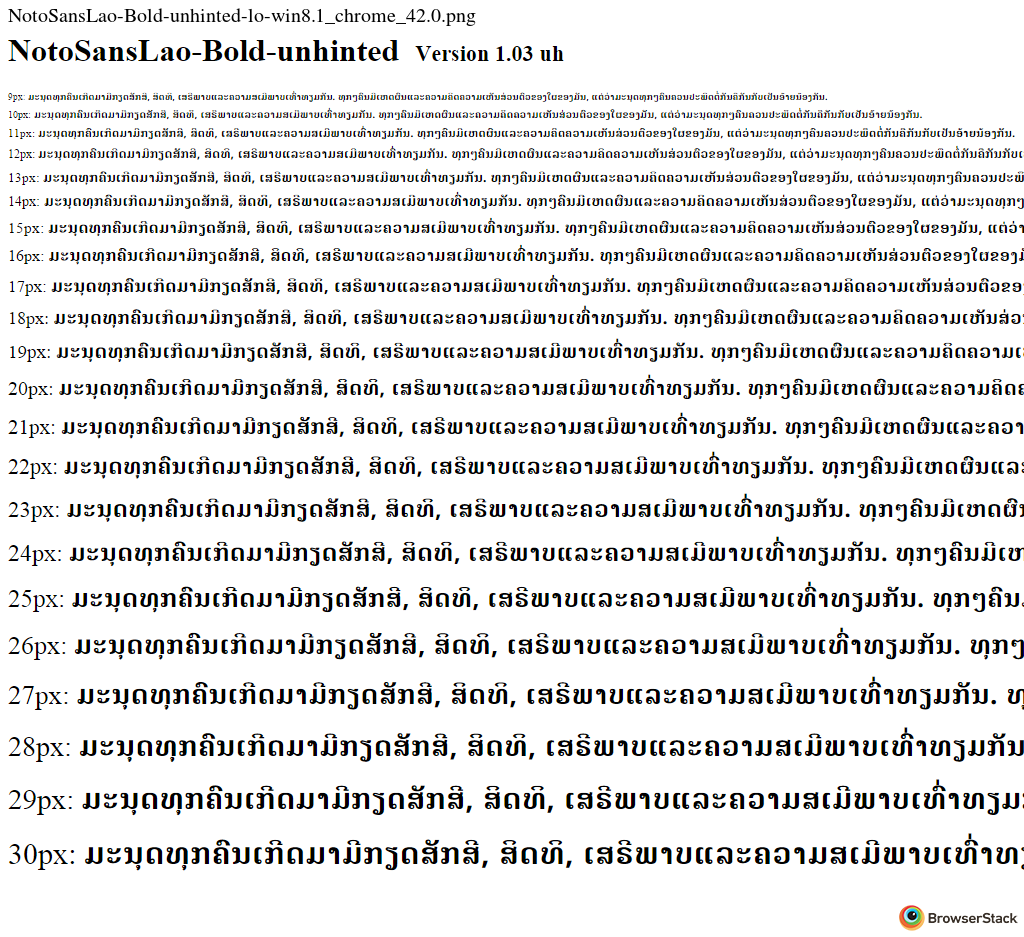 NotoSansLao-Bold-unhinted-lo-win8.1_chrome_42.0.png
NotoSansLao-Bold-unhinted Version 1.03 uh
9px: ມະນຸດທຸກຄົນເກີດມາມີກຽດສັກສີ, ສິດທິ, ເສຣີພາບແລະຄວາມສເມີພາບເທົ່າທຽມກັນ. ທຸກໆຄົນມີເຫດຜົນແລະຄວາມຄິດຄວາມເຫັນສ່ວນຕົວຂອງໃຜຂອງມັນ, ແຕ່ວ່າມະນຸດທຸກໆຄົນຄວນປະພຶດຕໍ່ກັນຄືກັນກັບເປັນອ້າຍນ້ອງກັນ.
10px: ມະນຸດທຸກຄົນເກີດມາມີກຽດສັກສີ, ສິດທິ, ເສຣີພາບແລະຄວາມສເມີພາບເທົ່າທຽມກັນ. ທຸກໆຄົນມີເຫດຜົນແລະຄວາມຄິດຄວາມເຫັນສ່ວນຕົວຂອງໃຜຂອງມັນ, ແຕ່ວ່າມະນຸດທຸກໆຄົນຄວນປະພຶດຕໍ່ກັນຄືກັນກັບເປັນອ້າຍນ້ອງກັນ.
11px: ມະນຸດທຸກຄົນເກີດມາມີກຽດສັກສີ, ສິດທິ, ເສຣີພາບແລະຄວາມສເມີພາບເທົ່າທຽມກັນ. ທຸກໆຄົນມີເຫດຜົນແລະຄວາມຄິດຄວາມເຫັນສ່ວນຕົວຂອງໃຜຂອງມັນ, ແຕ່ວ່າມະນຸດທຸກໆຄົນຄວນປະພຶດຕໍ່ກັນຄືກັນກັບເປັນອ້າຍນ້ອງກັນ.
12px: ມະນຸດທຸກຄົນເກີດມາມີກຽດສັກສີ, ສິດທິ, ເສຣີພາບແລະຄວາມສເມີພາບເທົ່າທຽມກັນ. ທຸກໆຄົນມີເຫດຜົນແລະຄວາມຄິດຄວາມເຫັນສ່ວນຕົວຂອງໃຜຂອງມັນ, ແຕ່ວ່າມະນຸດທຸກໆຄົນຄວນປະພຶດຕໍ່ກັນຄືກັນກັບເ
13px: ມະນຸດທຸກຄົນເກີດມາມີກຽດສັກສີ, ສິດທິ, ເສຣີພາບແລະຄວາມສເມີພາບເທົ່າທຽມກັນ. ທຸກໆຄົນມີເຫດຜົນແລະຄວາມຄິດຄວາມເຫັນສ່ວນຕົວຂອງໃຜຂອງມັນ, ແຕ່ວ່າມະນຸດທຸກໆຄົນຄວນປະພຶ
14px: ມະນຸດທຸກຄົນເກີດມາມີກຽດສັກສີ, ສິດທິ, ເສຣີພາບແລະຄວາມສເມີພາບເທົ່າທຽມກັນ. ທຸກໆຄົນມີເຫດຜົນແລະຄວາມຄິດຄວາມເຫັນສ່ວນຕົວຂອງໃຜຂອງມັນ, ແຕ່ວ່າມະນຸດທຸກໆ
15px: ມະນຸດທຸກຄົນເກີດມາມີກຽດສັກສີ, ສິດທິ, ເສຣີພາບແລະຄວາມສເມີພາບເທົ່າທຽມກັນ. ທຸກໆຄົນມີເຫດຜົນແລະຄວາມຄິດຄວາມເຫັນສ່ວນຕົວຂອງໃຜຂອງມັນ, ແຕ່ວ່າ
16px: ມະນຸດທຸກຄົນເກີດມາມີກຽດສັກສີ, ສິດທິ, ເສຣີພາບແລະຄວາມສເມີພາບເທົ່າທຽມກັນ. ທຸກໆຄົນມີເຫດຜົນແລະຄວາມຄິດຄວາມເຫັນສ່ວນຕົວຂອງໃຜຂອງມັ
17px: ມະນຸດທຸກຄົນເກີດມາມີກຽດສັກສີ, ສິດທິ, ເສຣີພາບແລະຄວາມສເມີພາບເທົ່າທຽມກັນ. ທຸກໆຄົນມີເຫດຜົນແລະຄວາມຄິດຄວາມເຫັນສ່ວນຕົວຂອງ
18px: ມະນຸດທຸກຄົນເກີດມາມີກຽດສັກສີ, ສິດທິ, ເສຣີພາບແລະຄວາມສເມີພາບເທົ່າທຽມກັນ. ທຸກໆຄົນມີເຫດຜົນແລະຄວາມຄິດຄວາມເຫັນສ່ວ
19px: ມະນຸດທຸກຄົນເກີດມາມີກຽດສັກສີ, ສິດທິ, ເສຣີພາບແລະຄວາມສເມີພາບເທົ່າທຽມກັນ. ທຸກໆຄົນມີເຫດຜົນແລະຄວາມຄິດຄວາມເ
20px: ມະນຸດທຸກຄົນເກີດມາມີກຽດສັກສີ, ສິດທິ, ເສຣີພາບແລະຄວາມສເມີພາບເທົ່າທຽມກັນ. ທຸກໆຄົນມີເຫດຜົນແລະຄວາມຄິດຄ
21px: ມະນຸດທຸກຄົນເກີດມາມີກຽດສັກສີ, ສິດທິ, ເສຣີພາບແລະຄວາມສເມີພາບເທົ່າທຽມກັນ. ທຸກໆຄົນມີເຫດຜົນແລະຄວາ
22px: ມະນຸດທຸກຄົນເກີດມາມີກຽດສັກສີ, ສິດທິ, ເສຣີພາບແລະຄວາມສເມີພາບເທົ່າທຽມກັນ. ທຸກໆຄົນມີເຫດຜົນແລະ
23px: ມະນຸດທຸກຄົນເກີດມາມີກຽດສັກສີ, ສິດທິ, ເສຣີພາບແລະຄວາມສເມີພາບເທົ່າທຽມກັນ. ທຸກໆຄົນມີເຫດຜົນ
24px: ມະນຸດທຸກຄົນເກີດມາມີກຽດສັກສີ, ສິດທິ, ເສຣີພາບແລະຄວາມສເມີພາບເທົ່າທຽມກັນ. ທຸກໆຄົນມີເຫ
25px: ມະນຸດທຸກຄົນເກີດມາມີກຽດສັກສີ, ສິດທິ, ເສຣີພາບແລະຄວາມສເມີພາບເທົ່າທຽມກັນ. ທຸກໆຄົນ
26px: ມະນຸດທຸກຄົນເກີດມາມີກຽດສັກສີ, ສິດທິ, ເສຣີພາບແລະຄວາມສເມີພາບເທົ່າທຽມກັນ. ທຸກໆ
27px: ມະນຸດທຸກຄົນເກີດມາມີກຽດສັກສີ, ສິດທິ, ເສຣີພາບແລະຄວາມສເມີພາບເທົ່າທຽມກັນ. ທຸ
28px: ມະນຸດທຸກຄົນເກີດມາມີກຽດສັກສີ, ສິດທິ, ເສຣີພາບແລະຄວາມສເມີພາບເທົ່າທຽມກັນ
29px: ມະນຸດທຸກຄົນເກີດມາມີກຽດສັກສີ, ສິດທິ, ເສຣີພາບແລະຄວາມສເມີພາບເທົ່າທຽມ
30px: ມະນຸດທຸກຄົນເກີດມາມີກຽດສັກສີ, ສິດທິ, ເສຣີພາບແລະຄວາມສເມີພາບເທົ່າທຽ
BrowserStack